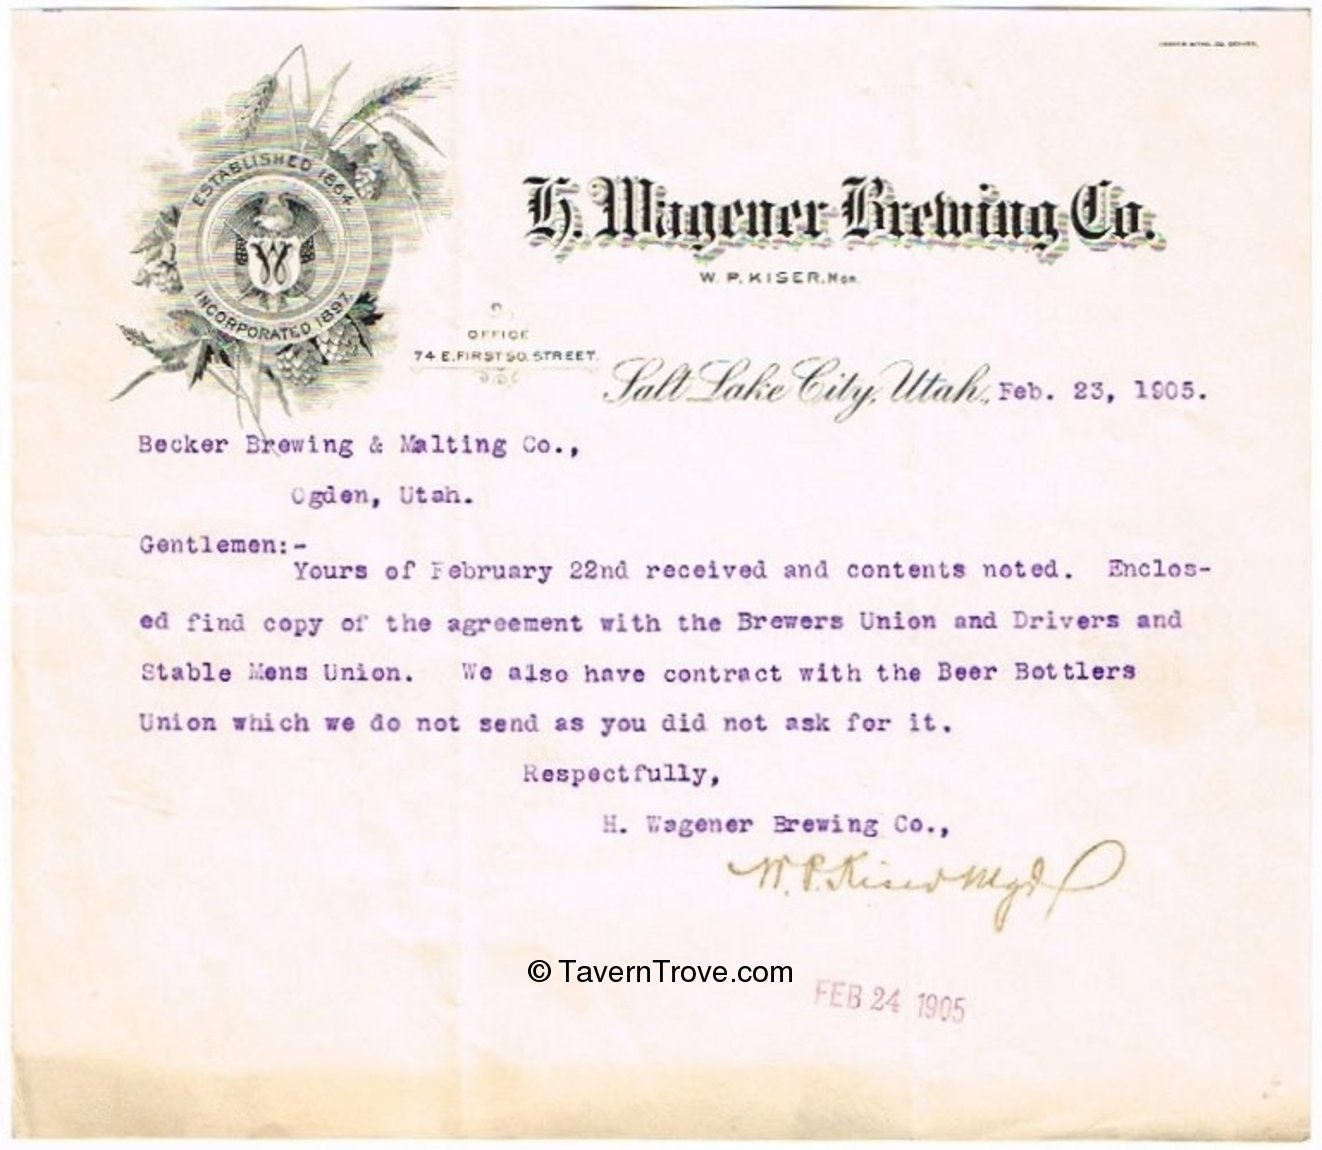 ESTABLISHED 1864
W
INCORPORATED 1897
H. Wagener Brewing Co.
W. P. KISER, MGR.
OFFICE
74 E. FIRST SO. STREET.
Salt Lake City, Utah, Feb. 23, 1905.
Becker Brewing & Malting Co.,
Ogden, Utah.
Gentlemen:-
Yours of February 22nd received and contents noted. Enclos-
ed find copy of the agreement with the Brewers Union and Drivers and
Stable Mens Union. We also have contract with the Beer Bottlers
Union which we do not send as you did not ask for it.
Respectfully,
H. Wagener Brewing Co.,
W. P. Kiser Mgr
© TavernTrove.com
FEB 24 1905